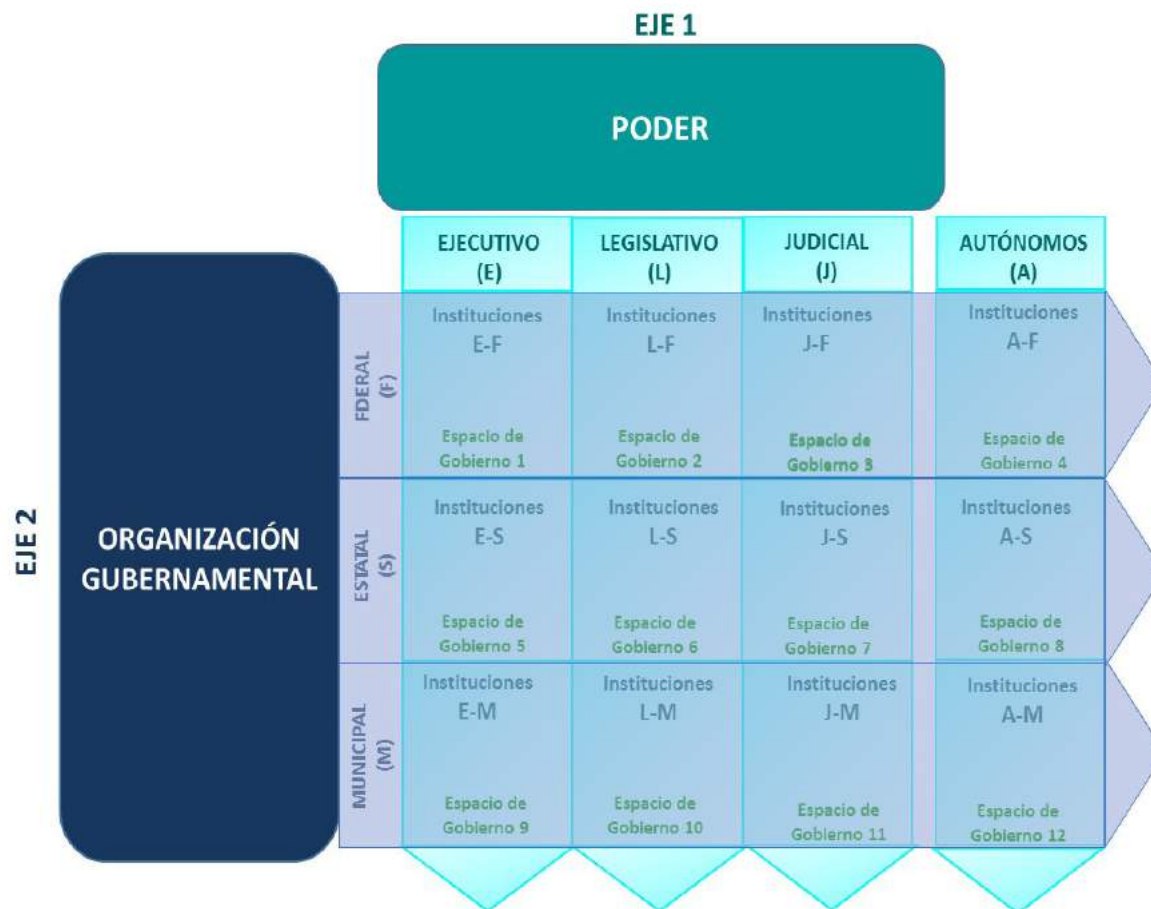 EJE 1
PODER
EJECUTIVO
(E)
LEGISLATIVO
(L)
JUDICIAL
(J)
AUTÓNOMOS
(A)
EJE 2
ORGANIZACIÓN
GUBERNAMENTAL
FDERAL
(F)
Instituciones
E-F
Espacio de
Gobierno 1
Instituciones
L-F
Espacio de
Gobierno 2
Instituciones
J-F
Espacio de
Gobierno 3
Instituciones
A-F
Espacio de
Gobierno 4
ESTATAL
(S)
Instituciones
E-S
Espacio de
Gobierno 5
Instituciones
L-S
Espacio de
Gobierno 6
Instituciones
J-S
Espacio de
Gobierno 7
Instituciones
A-S
Espacio de
Gobierno 8
MUNICIPAL
(M)
Instituciones
E-M
Espacio de
Gobierno 9
Instituciones
L-M
Espacio de
Gobierno 10
Instituciones
J-M
Espacio de
Gobierno 11
Instituciones
A-M
Espacio de
Gobierno 12